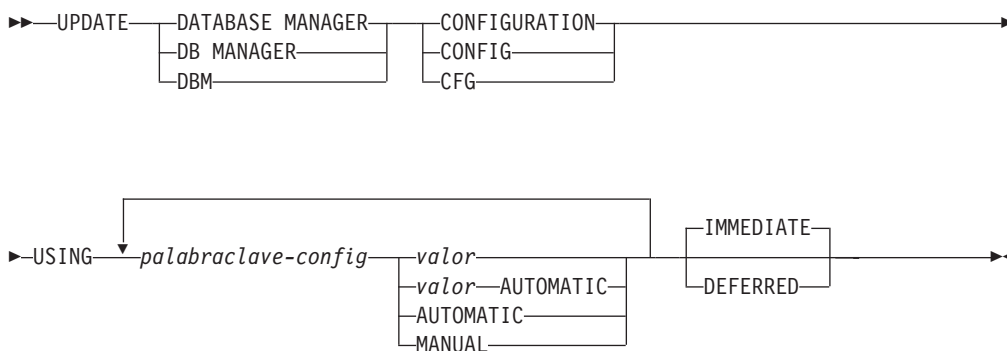 UPDATE DATABASE MANAGER CONFIGURATION
DB MANAGER CONFIG
DBM CFG
USING palabraclave-config valor IMMEDIATE
valor AUTOMATIC DEFERRED
AUTOMATIC
MANUAL